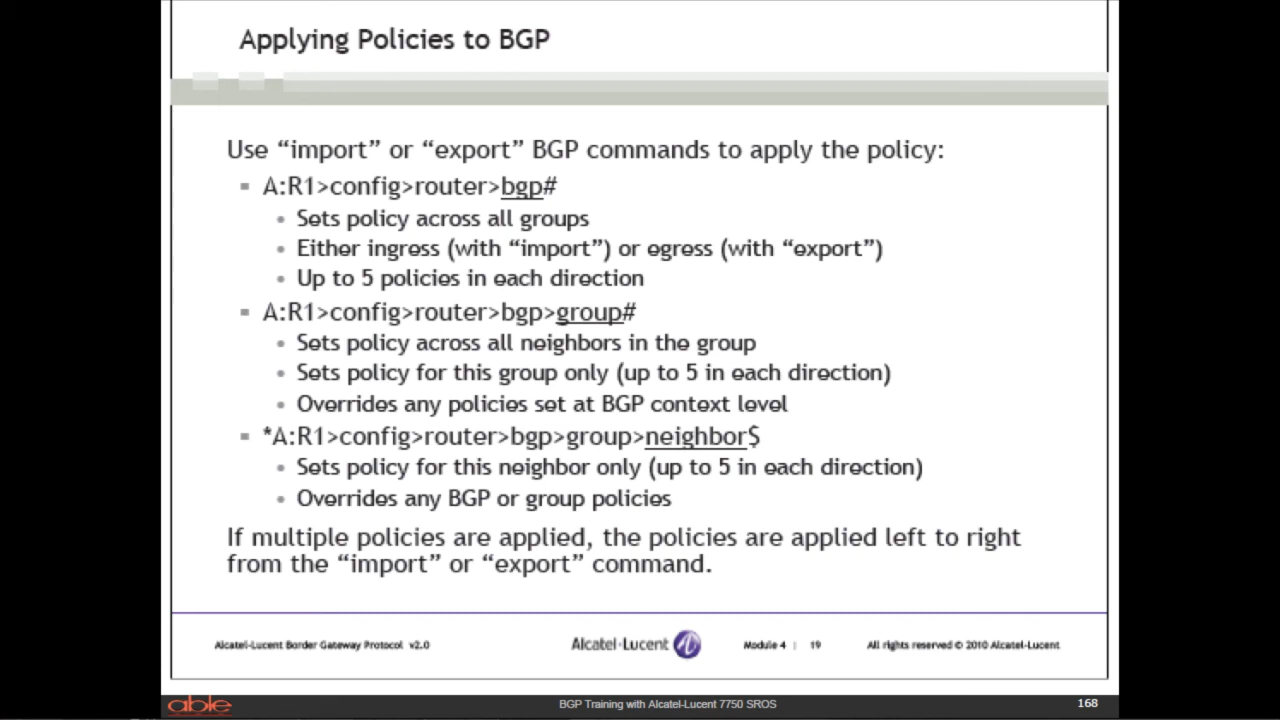 Applying Policies to BGP
Use “import” or “export” BGP commands to apply the policy:
A:R1>config>router>bgp#
Sets policy across all groups
Either ingress (with “import”) or egress (with “export”)
Up to 5 policies in each direction
A:R1>config>router>bgp>group#
Sets policy across all neighbors in the group
Sets policy for this group only (up to 5 in each direction)
Overrides any policies set at BGP context level
*A:R1>config>router>bgp>group>neighbor$
Sets policy for this neighbor only (up to 5 in each direction)
Overrides any BGP or group policies
If multiple policies are applied, the policies are applied left to right
from the “import” or “export” command.
Alcatel-Lucent Border Gateway Protocol v2.0
Alcatel·Lucent
Module 4 | 19
All rights reserved © 2010 Alcatel-Lucent
able
BGP Training with Alcatel-Lucent 7750 SROS
168